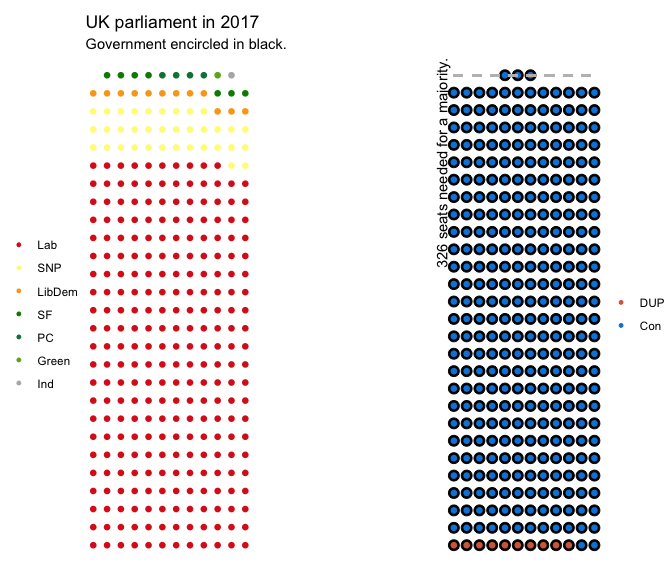 UK parliament in 2017
Government encircled in black.
326 seats needed for a majority.
Lab
SNP
LibDem
SF
PC
Green
Ind
DUP
Con